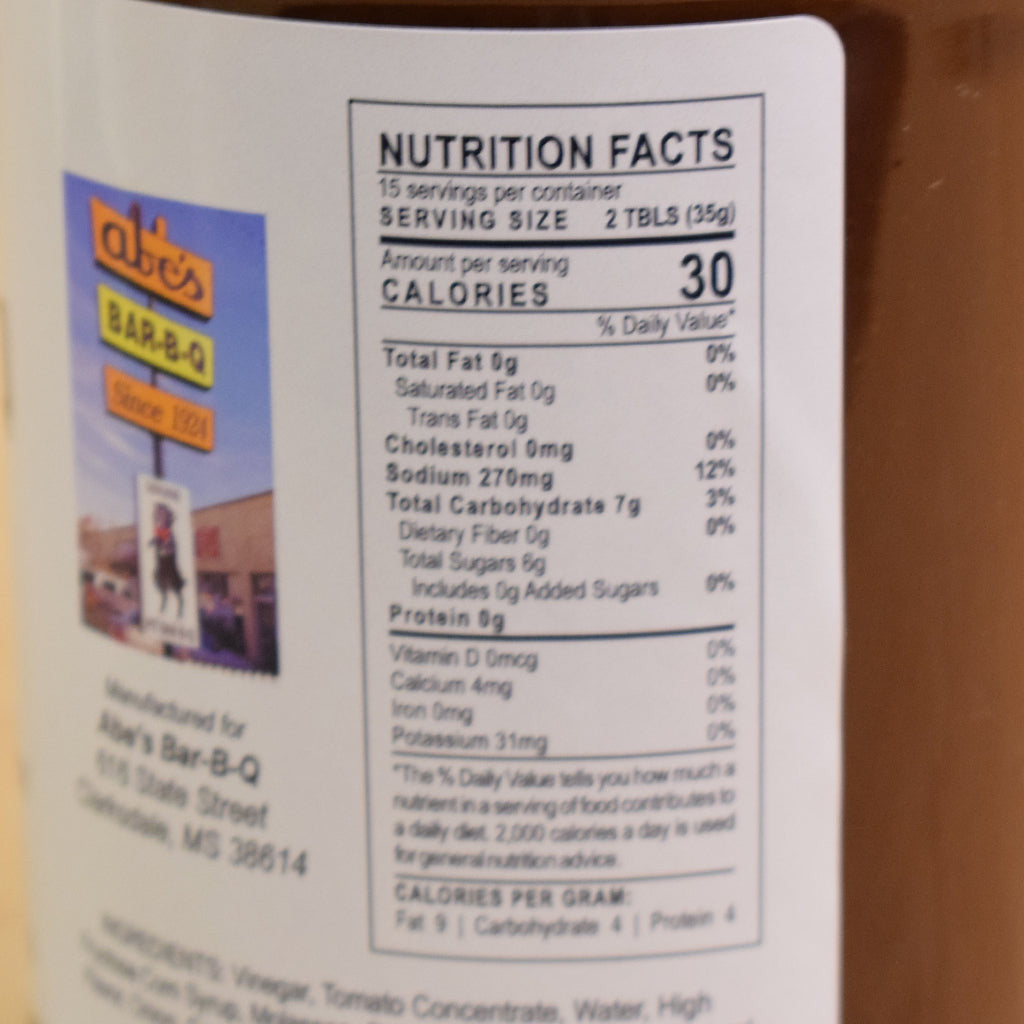 abe's
BAR-B-Q
Since 1924
Manufactured for
Abe's Bar-B-Q
616 State Street
Clarksdale, MS 38614
NUTRITION FACTS
15 servings per container
SERVING SIZE 2 TBLS (35g)
Amount per serving
CALORIES 30
% Daily Value*
Total Fat 0g 0%
Saturated Fat 0g 0%
Trans Fat 0g
Cholesterol 0mg 0%
Sodium 270mg 12%
Total Carbohydrate 7g 3%
Dietary Fiber 0g 0%
Total Sugars 6g
Includes 0g Added Sugars 0%
Protein 0g
Vitamin D 0mcg 0%
Calcium 4mg 0%
Iron 0mg 0%
Potassium 31mg 0%
*The % Daily Value tells you how much a
nutrient in a serving of food contributes to
a daily diet. 2,000 calories a day is used
for general nutrition advice.
CALORIES PER GRAM:
Fat 9 | Carbohydrate 4 | Protein 4
INGREDIENTS: Vinegar, Tomato Concentrate, Water, High
Corn Syrup,